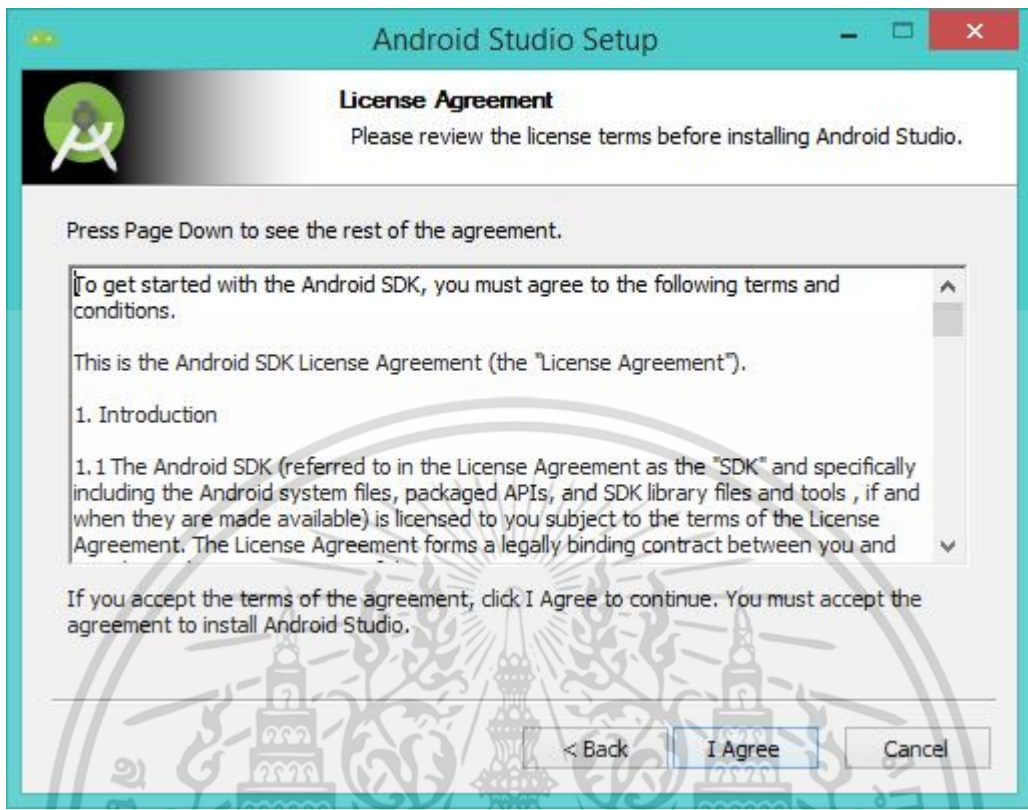 Android Studio Setup
License Agreement
Please review the license terms before installing Android Studio.
Press Page Down to see the rest of the agreement.
To get started with the Android SDK, you must agree to the following terms and
conditions.
This is the Android SDK License Agreement (the "License Agreement").
1. Introduction
1.1 The Android SDK (referred to in the License Agreement as the "SDK" and specifically
including the Android system files, packaged APIs, and SDK library files and tools , if and
when they are made available) is licensed to you subject to the terms of the License
Agreement. The License Agreement forms a legally binding contract between you and
If you accept the terms of the agreement, click I Agree to continue. You must accept the
agreement to install Android Studio.
< Back
I Agree
Cancel